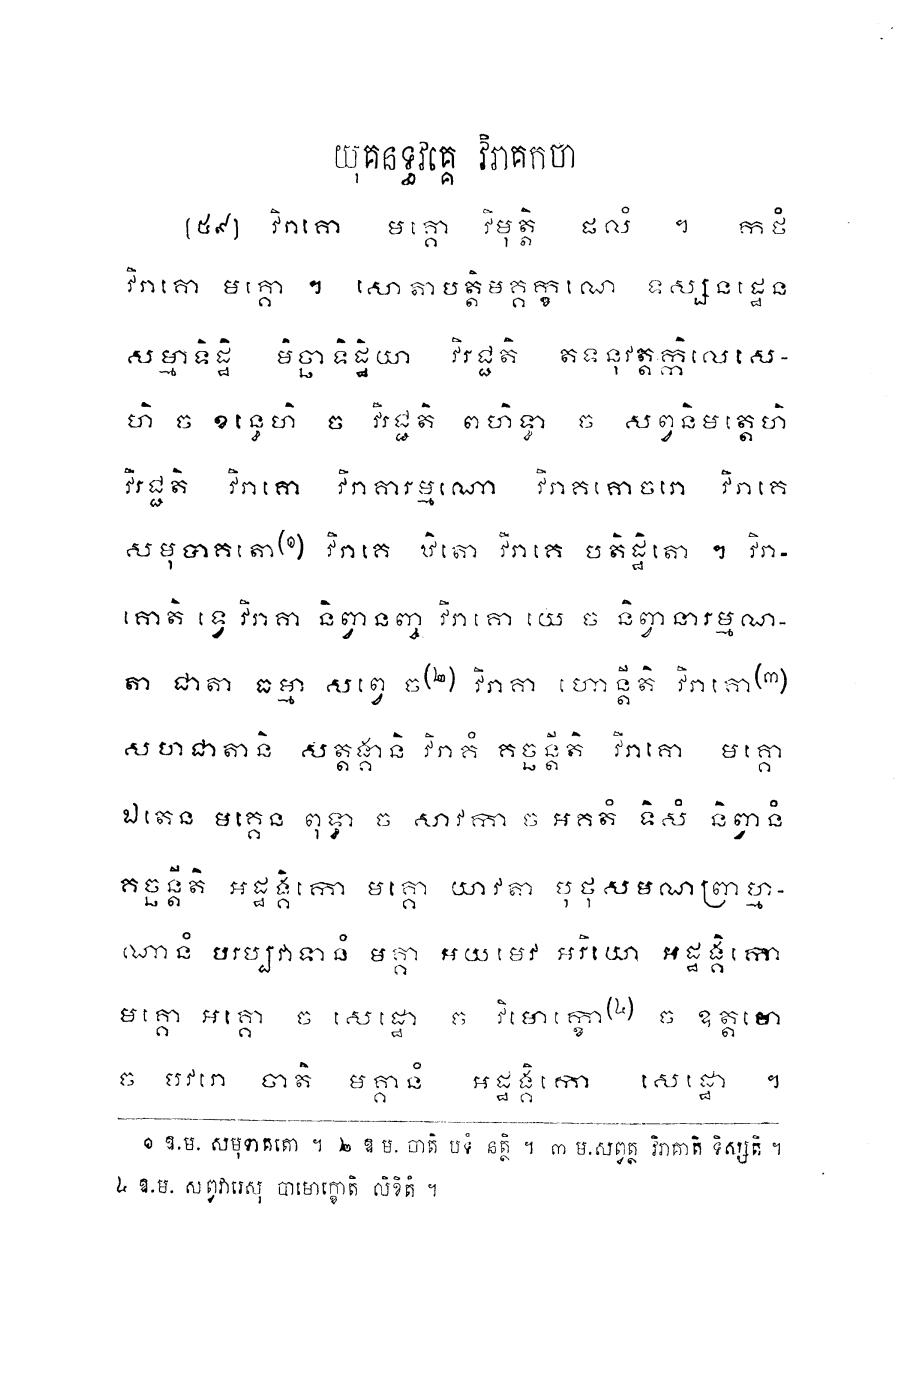 យុគនទ្ធវគ្គេ វិរាគកថា
(៥៩) វិរាគោ មគ្គោ វិមុត្តិ ផលំ ។ កថំ
វិរាគោ មគ្គោ ។ សោតាបត្តិមគ្គក្ខណេ ទស្សនដ្ឋេន
សម្មាទិដ្ឋិ មិច្ឆាទិដ្ឋិយា វិរជ្ជតិ តទនុវត្តក្កិលេសេ-
ហិ ច ខន្ធេហិ ច វិរជ្ជតិ ពហិទ្ធា ច សព្វនិមត្តេហិ
វិរជ្ជតិ វិរាគោ វិរាគារម្មណោ វិរាគគោចរោ វិរាគេ
សមុទាគតោ(១) វិរាគេ ឋិតោ វិរាគេ បតិដ្ឋិតោ ។ វិរា-
គោតិ ទ្វេ វិរាគា និព្វានញ្ច វិរាគោ យេ ច និព្វានារម្មណ-
តា ជាតា ធម្មា សព្វេ ច(២) វិរាគា ហោន្តីតិ វិរាគោ(៣)
សហជាតានិ សត្តង្គានិ វិរាគំ គច្ឆន្តីតិ វិរាគោ មគ្គោ
ឯតេន មគ្គេន ពុទ្ធា ច សាវកា ច អគតំ ទិសំ និព្វានំ
គច្ឆន្តីតិ អដ្ឋង្គិកោ មគ្គោ យាវតា បុថុសមណព្រាហ្ម-
ណានំ បរប្បវាទានំ មគ្គា អយមេវ អរិយោ អដ្ឋង្គិកោ
មគ្គោ អគ្គោ ច សេដ្ឋោ ច វិមោក្ខោ(៤) ច ឧត្តមោ
ច បវរោ ចាតិ មគ្គានំ អដ្ឋង្គិកោ សេដ្ឋោ ។
១ ឱ.ម. សមុទាគតោ ។ ២ ឱ ម. ចាតិ បទំ នត្ថិ ។ ៣ ម.សព្វត្ថ វិរាគាតិ ទិស្សតិ ។
៤ ឱ.ម. សព្វវារេសុ បាមោក្ខោតិ លិខិតំ ។